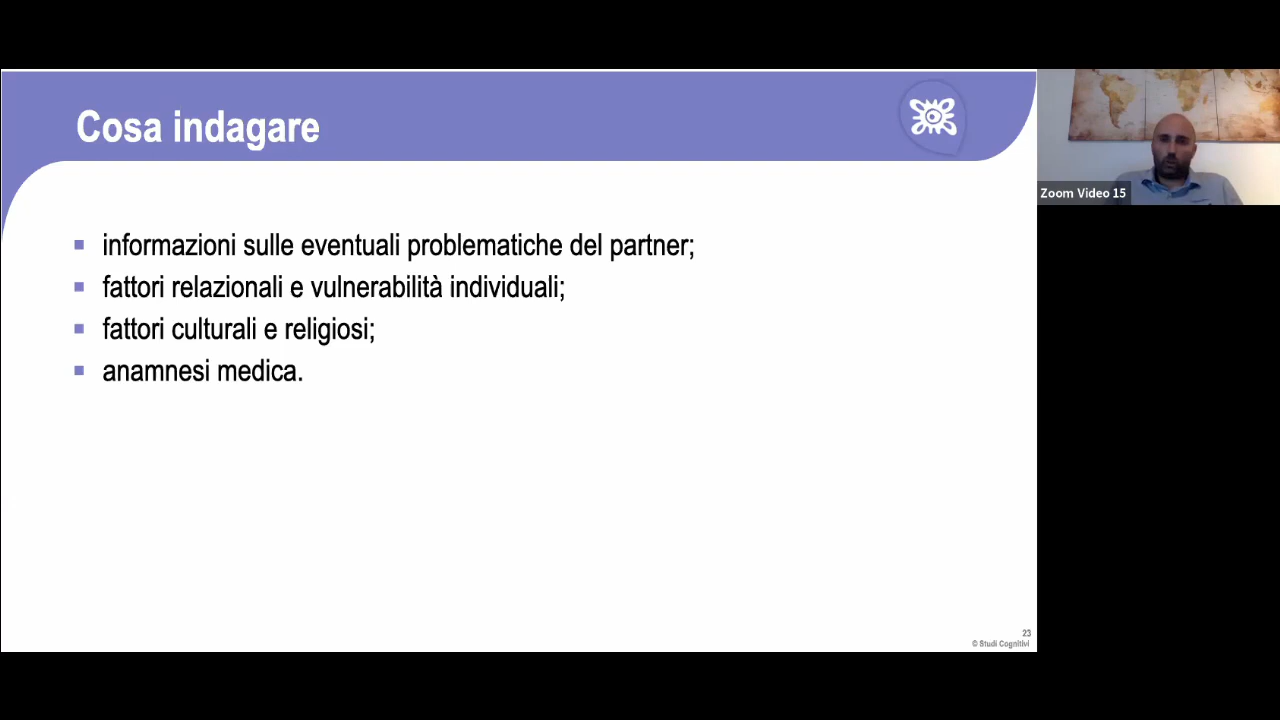 Cosa indagare
informazioni sulle eventuali problematiche del partner;
fattori relazionali e vulnerabilità individuali;
fattori culturali e religiosi;
anamnesi medica.
23
© Studi Cognitivi
Zoom Video 15